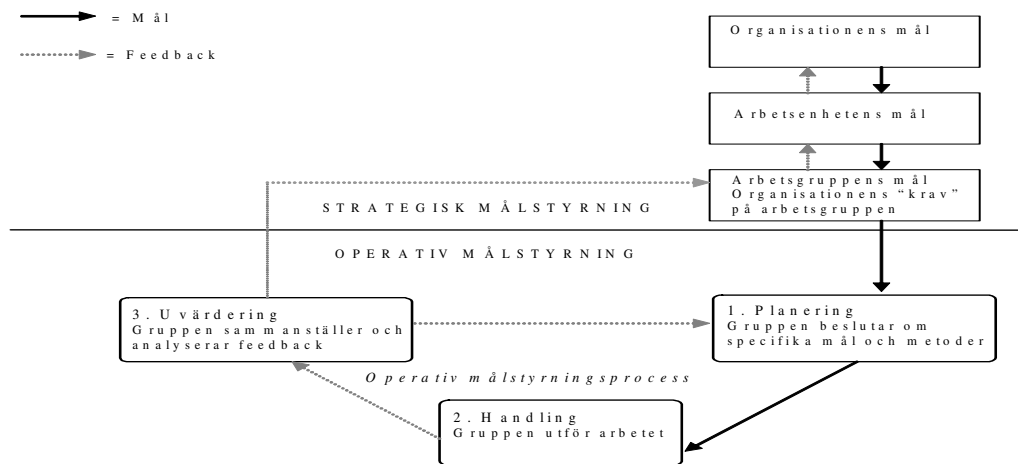 = Mål
= Feedback
Organisationens mål
Arbetsenhetens mål
Arbetsgruppens mål
Organisationens “krav”
på arbetsgruppen
STRATEGISK MÅLSTYRNING
OPERATIV MÅLSTYRNING
1. Planering
Gruppen beslutar om
specifika mål och metoder
3. Uvärdering
Gruppen sammanställer och
analyserar feedback
Operativ målstyrningsprocess
2. Handling
Gruppen utför arbetet